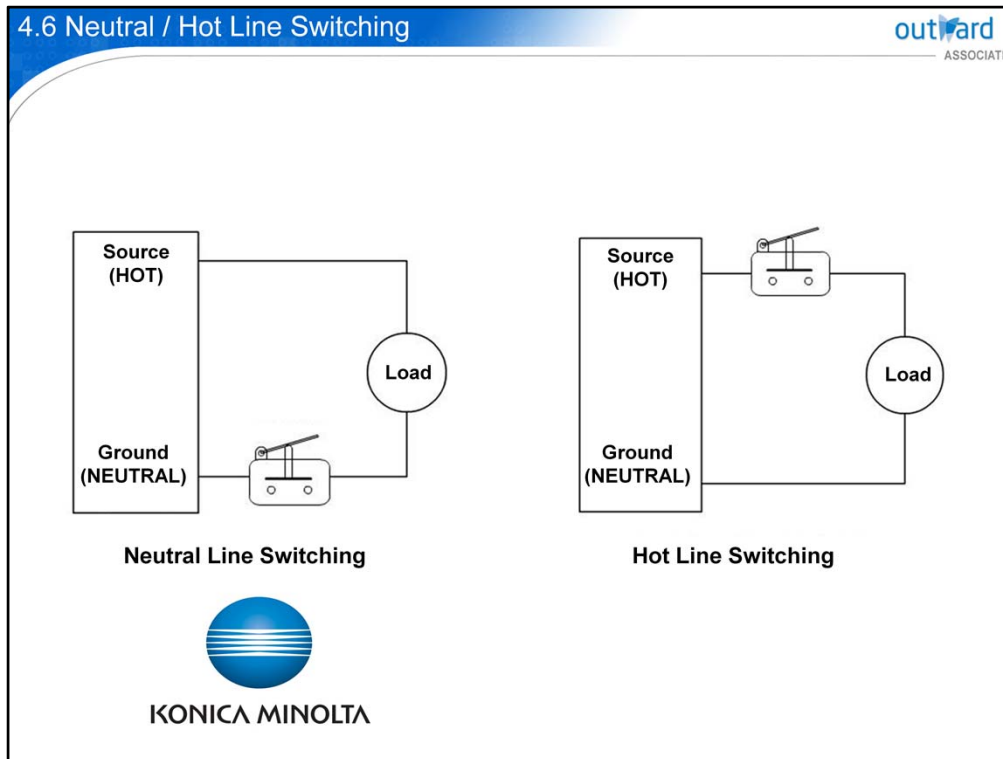 4.6 Neutral / Hot Line Switching
ASSOCIAT
Source
(HOT)
Load
Ground
(NEUTRAL)
Neutral Line Switching
Source
(HOT)
Load
Ground
(NEUTRAL)
Hot Line Switching
KONICA MINOLTA